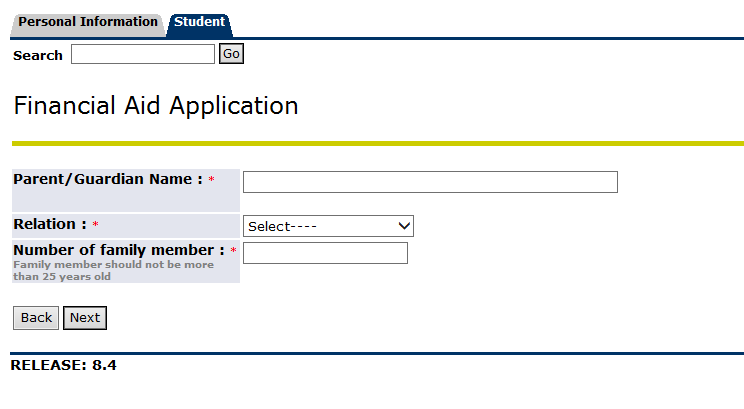 Personal Information Student
Search Go
Financial Aid Application
Parent/Guardian Name : *
Relation : * Select----
Number of family member : *
Family member should not be more
than 25 years old
Back Next
RELEASE: 8.4